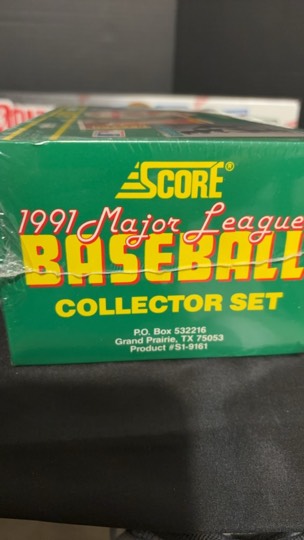 SCORE®
1991 Major League
BASEBALL
COLLECTOR SET
P.O. Box 532216
Grand Prairie, TX 75053
Product #S1-9161